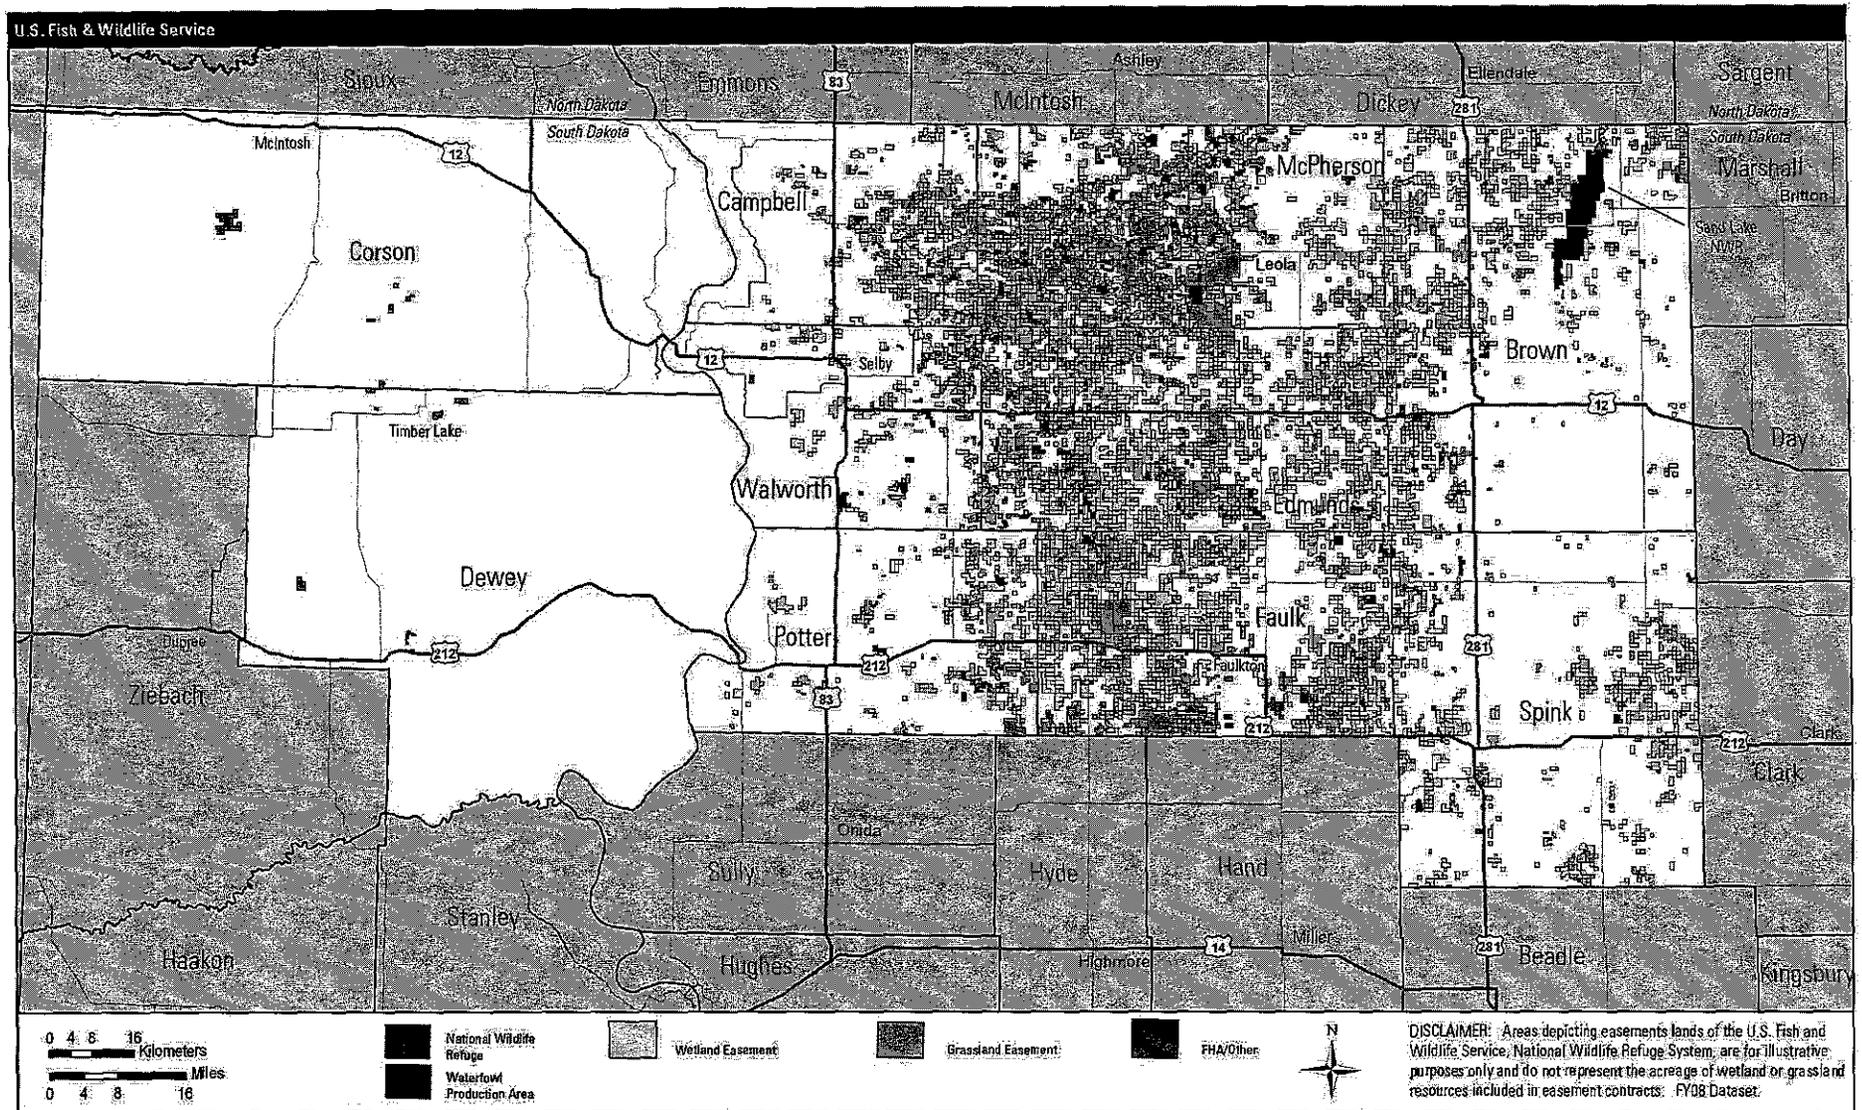 U.S. Fish & Wildlife Service
Sioux
Emmons
83
Ashley
McIntosh
Ellendale
Dickey
281
Sargent
North Dakota
South Dakota
North Dakota
South Dakota
McIntosh
12
Campbell
McPherson
Marshall
Britton
Sand Lake
NWR
Corson
Leola
Brown
12
Selby
12
Timber Lake
Day
Walworth
Edmunds
Dewey
Potter
Faulk
281
Dupree
212
212
Faulkton
Ziebach
83
212
Spink
212
Clark
Clark
Onida
Sully
Hyde
Hand
Stanley
Haakon
Hughes
Highmore
14
Miller
281
Beadle
Kingsbury
0 4 8 16
Kilometers
Miles
0 4 8 16
National Wildlife
Refuge
Waterfowl
Production Area
Wetland Easement
Grassland Easement
FHA/Other
N
DISCLAIMER: Areas depicting easements lands of the U.S. Fish and
Wildlife Service, National Wildlife Refuge System, are for illustrative
purposes only and do not represent the acreage of wetland or grassland
resources included in easement contracts. FY08 Dataset.